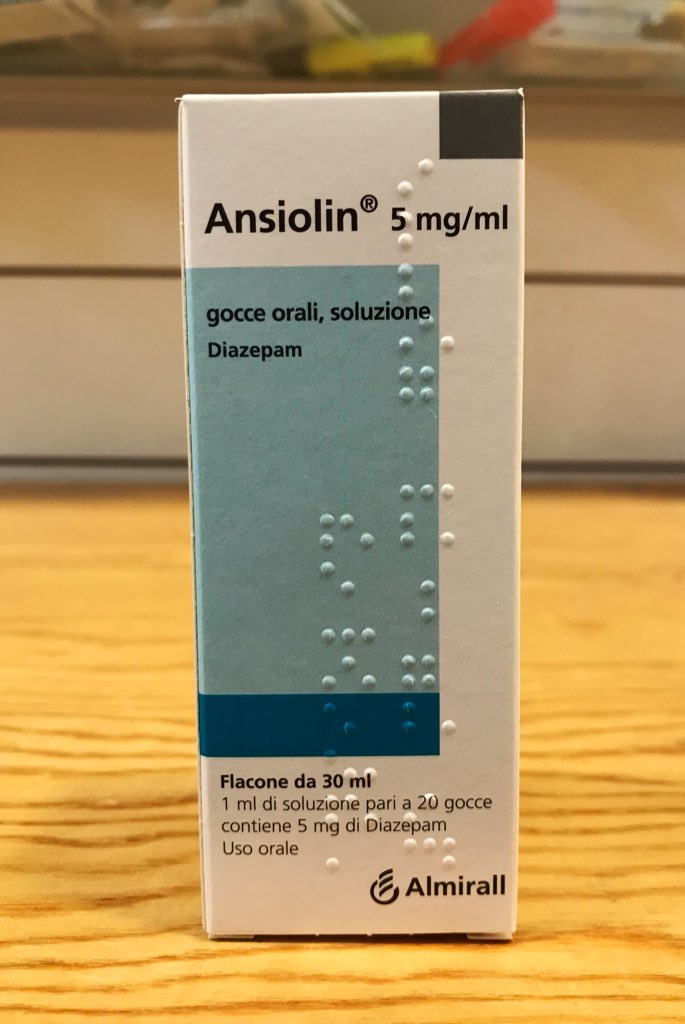 Ansiolin® 5 mg/ml
gocce orali, soluzione
Diazepam
Flacone da 30 ml
1 ml di soluzione pari a 20 gocce
contiene 5 mg di Diazepam
Uso orale
Almirall